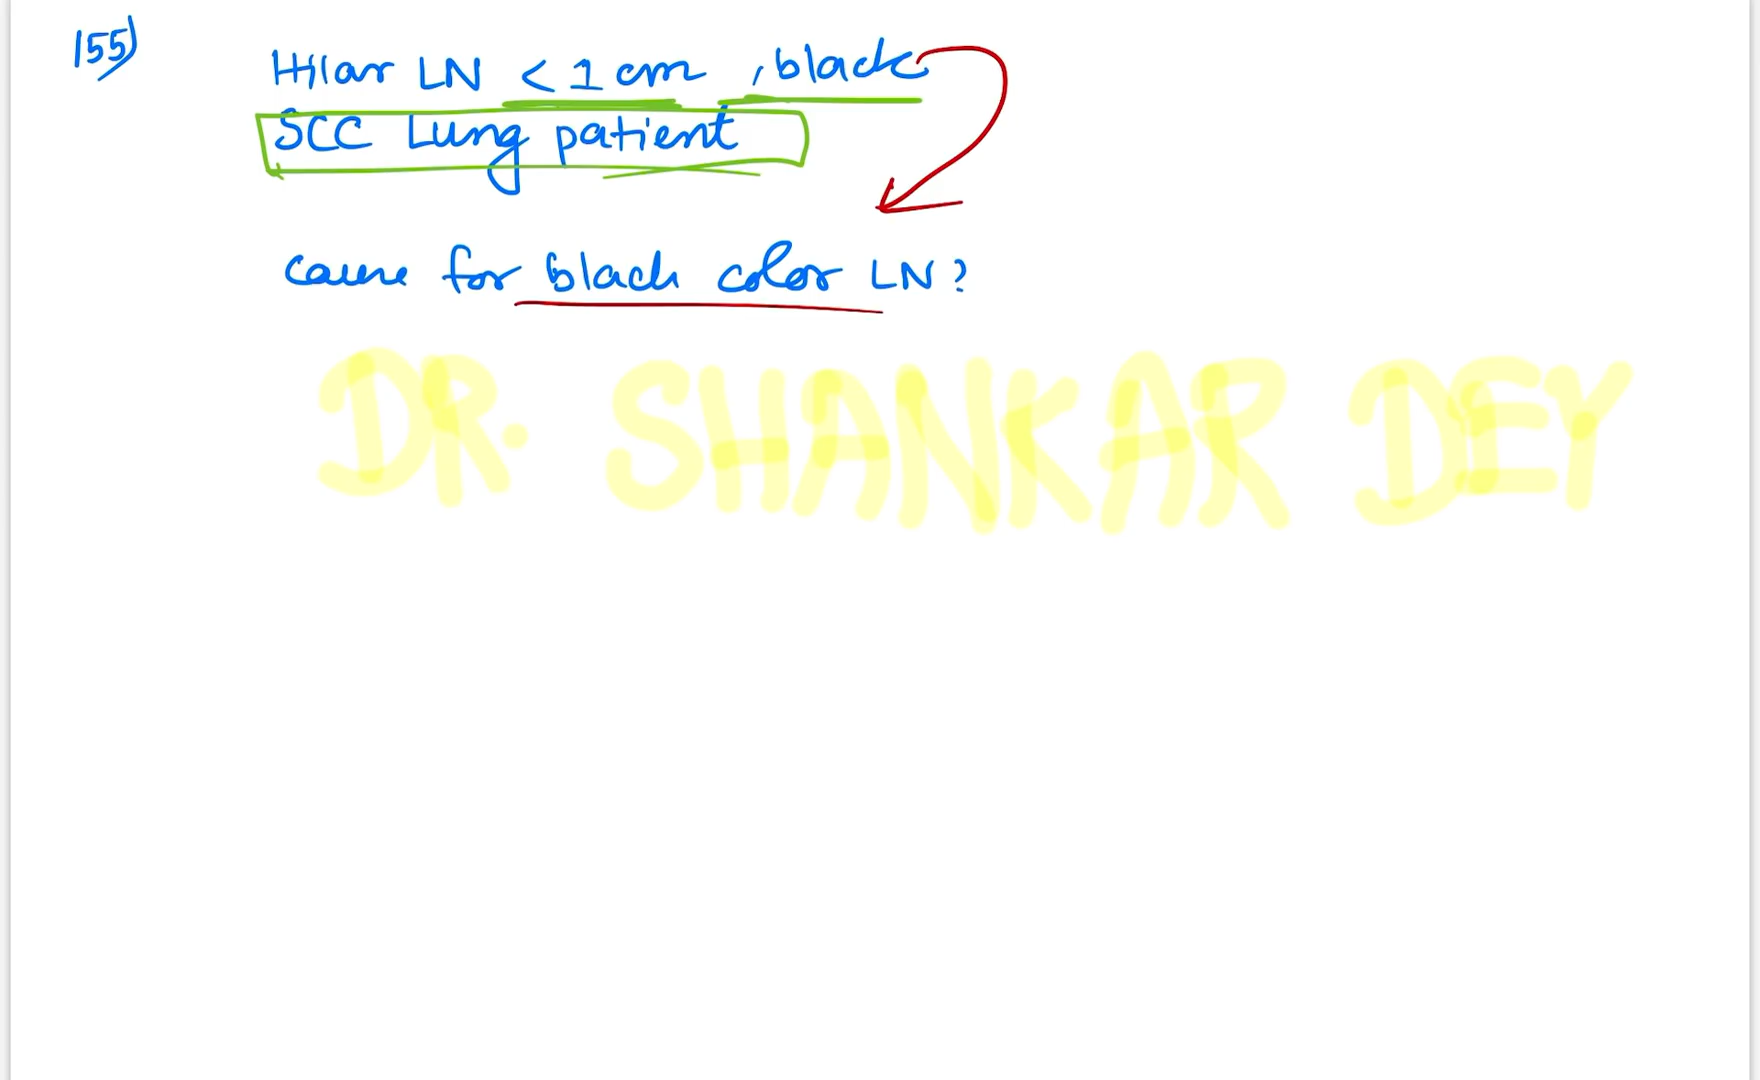 155)
Hilar LN < 1 cm , black
SCC Lung patient
cause for black color LN?
DR. SHANKAR DEY